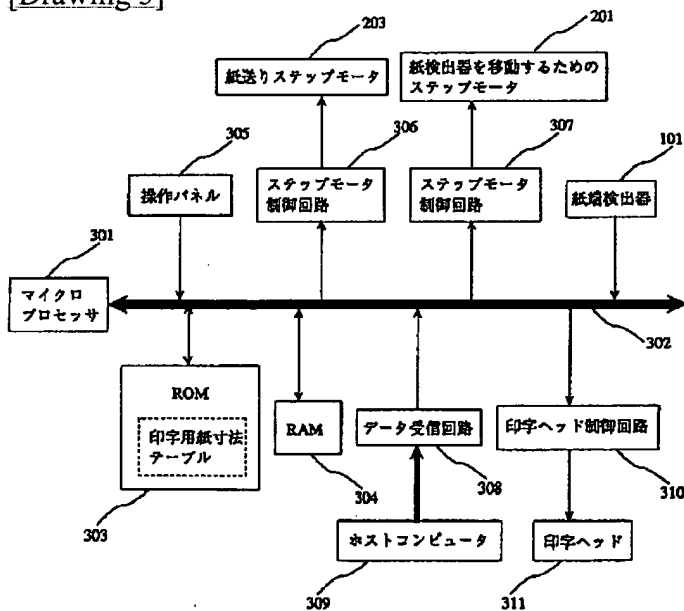 [Drawing 3]
203
201
紙送りステップモータ
紙検出器を移動するための
ステップモータ
305
306
307
101
操作パネル
ステップモータ
制御回路
ステップモータ
制御回路
紙端検出器
301
マイクロ
プロセッサ
302
ROM
印字用紙寸法
テーブル
303
RAM
304
データ受信回路
308
印字ヘッド制御回路
310
ホストコンピュータ
309
印字ヘッド
311